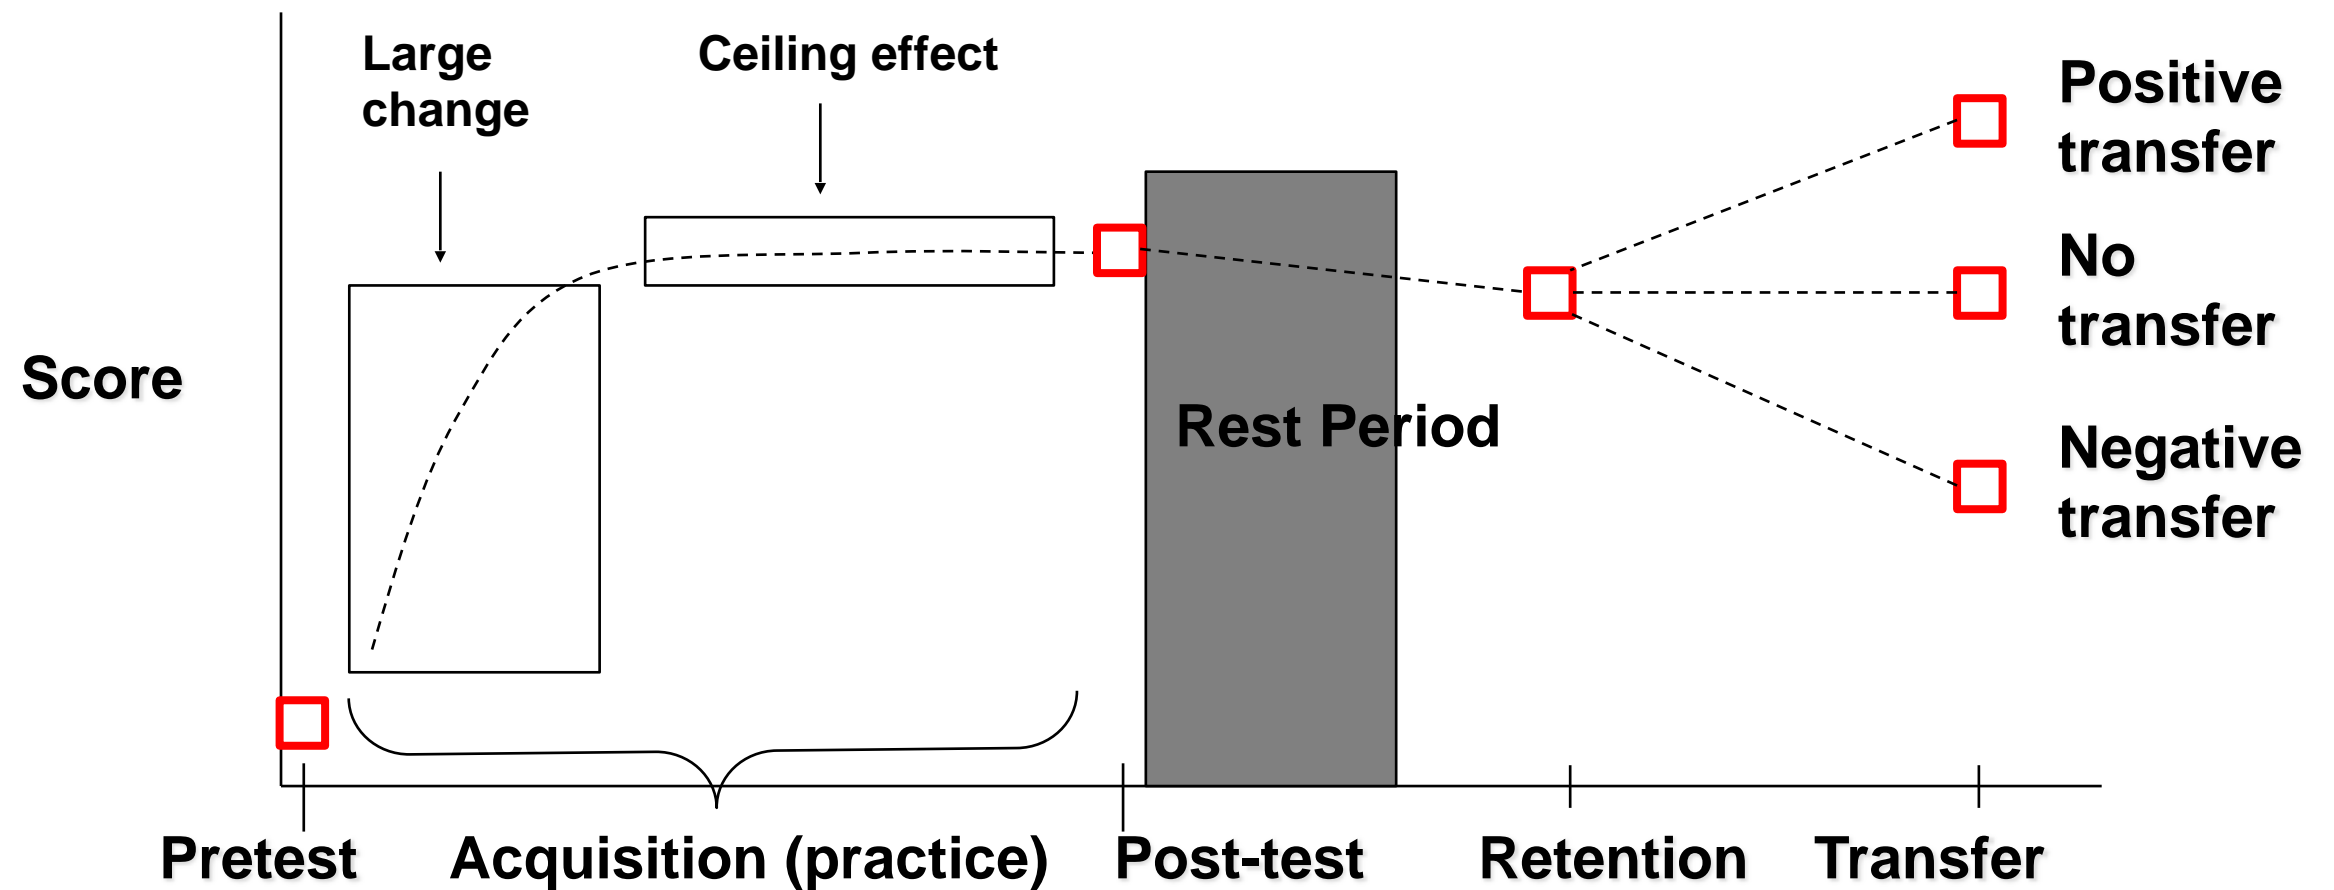 Large
change
Ceiling effect
Positive
transfer
No
transfer
Score
Rest Period
Negative
transfer
Pretest
Acquisition (practice)
Post-test
Retention
Transfer